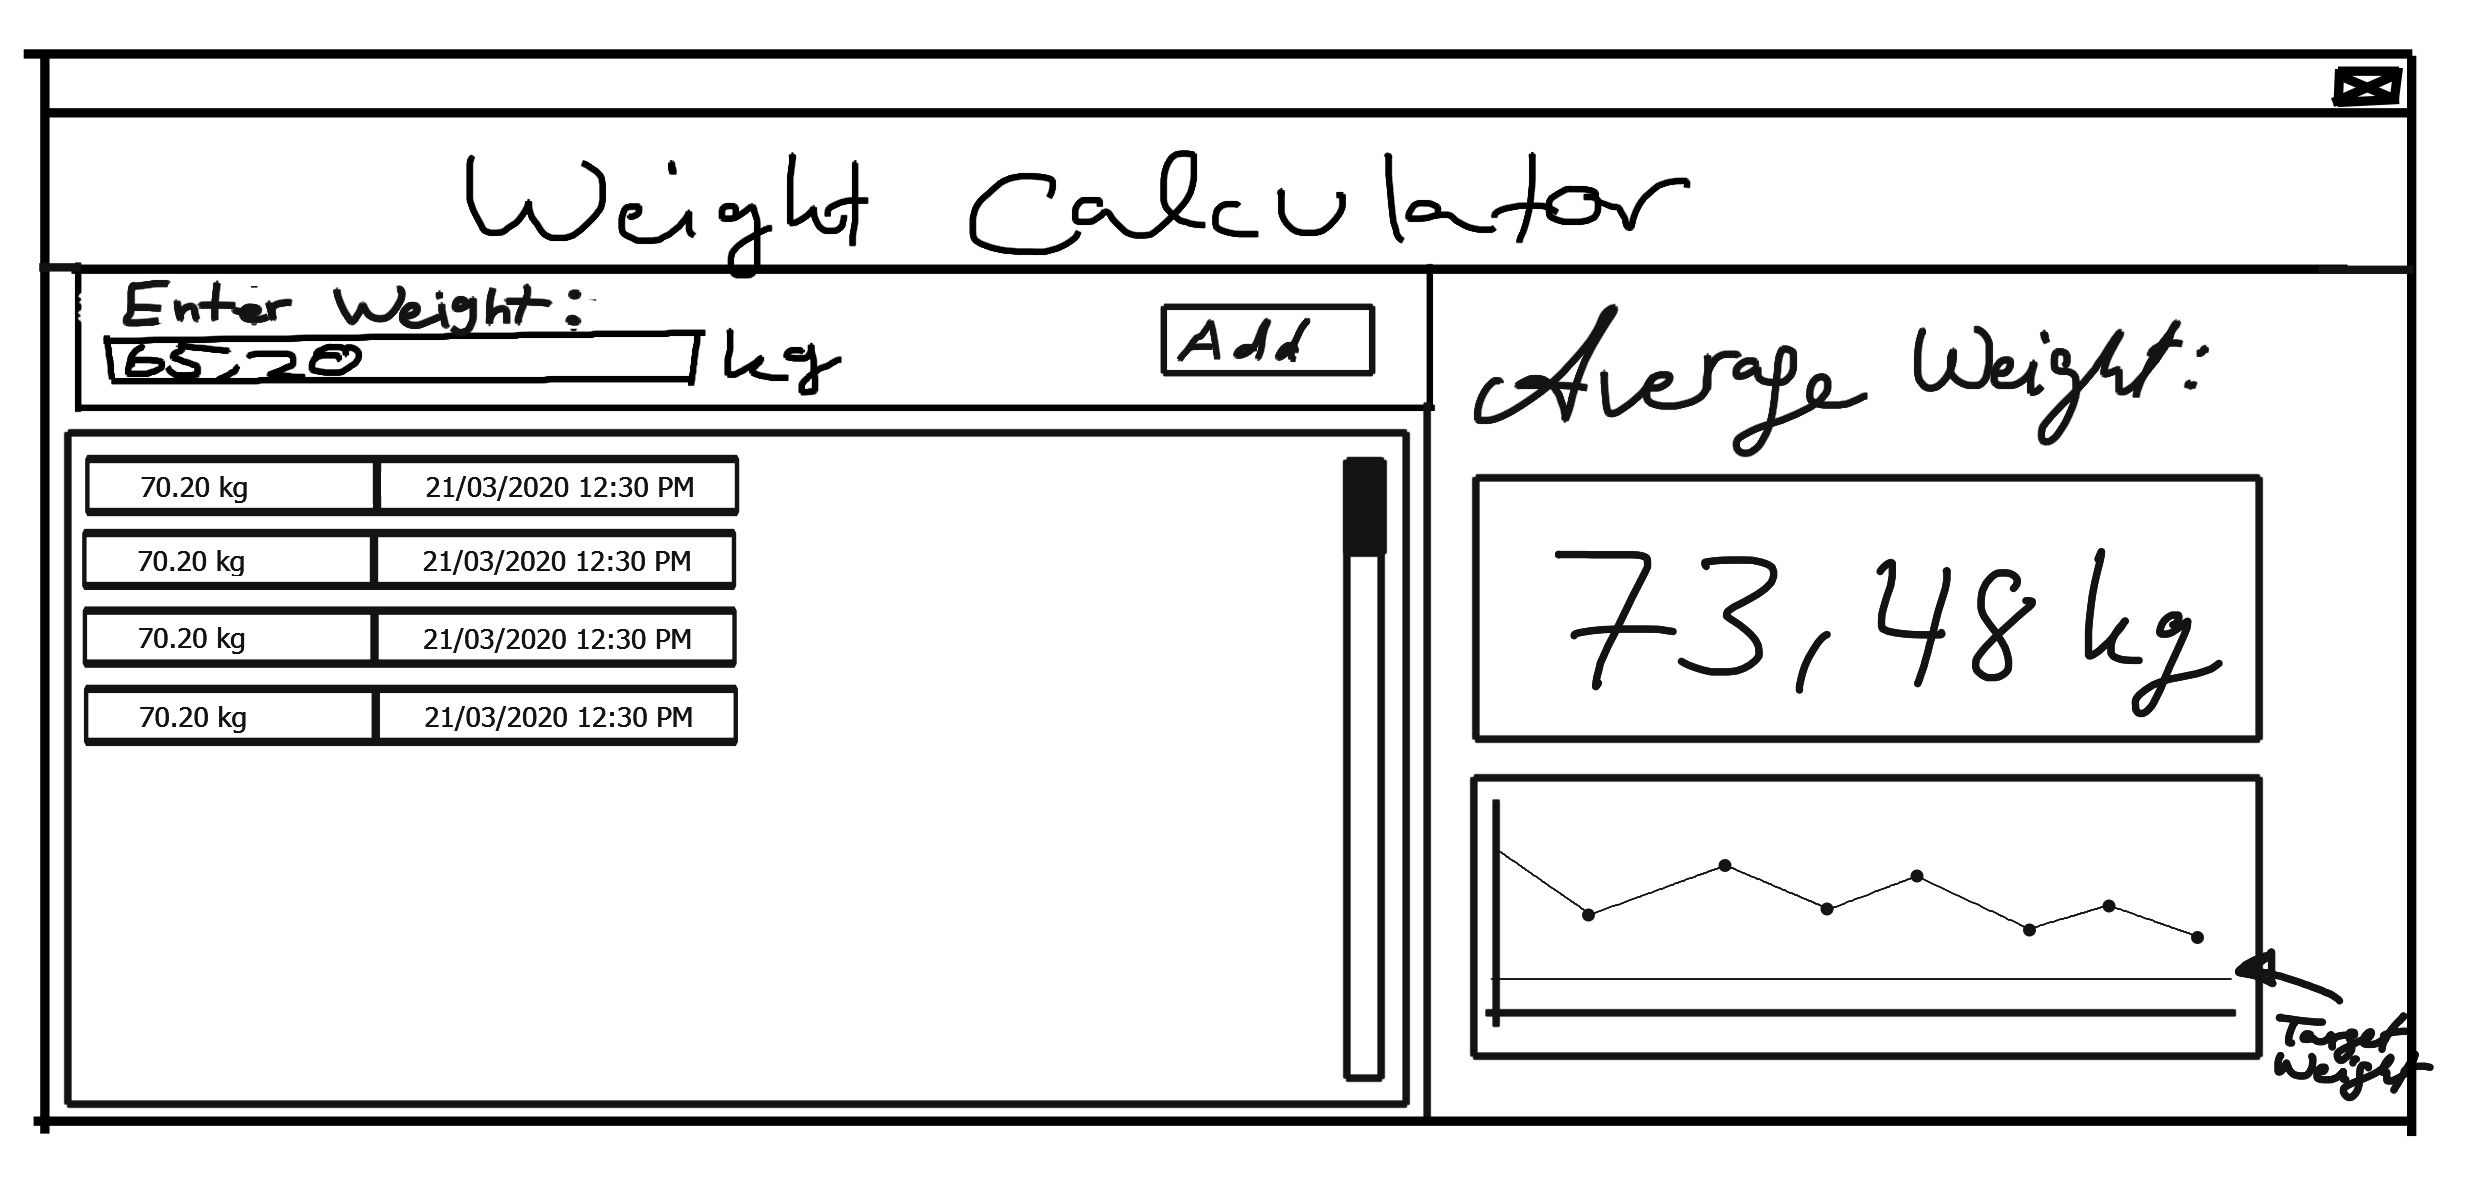 Weight Calculator
Enter Weight:
65,20 kg
Add
70.20 kg 21/03/2020 12:30 PM
70.20 kg 21/03/2020 12:30 PM
70.20 kg 21/03/2020 12:30 PM
70.20 kg 21/03/2020 12:30 PM
Average Weight:
73,48 kg
Target
Weight